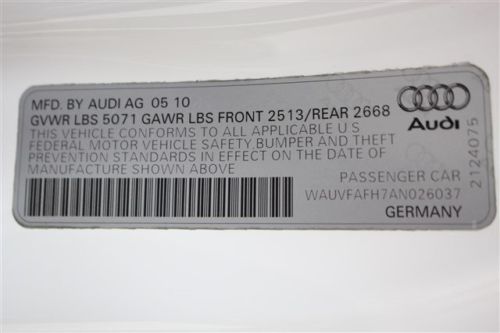 MFD. BY AUDI AG 05 10
GVWR LBS 5071 GAWR LBS FRONT 2513/REAR 2668
THIS VEHICLE CONFORMS TO ALL APPLICABLE U S
FEDERAL MOTOR VEHICLE SAFETY,BUMPER AND THEFT
PREVENTION STANDARDS IN EFFECT ON THE DATE OF
MANUFACTURE SHOWN ABOVE
Audi
2124075
PASSENGER CAR
WAUVFAFH7AN026037
GERMANY